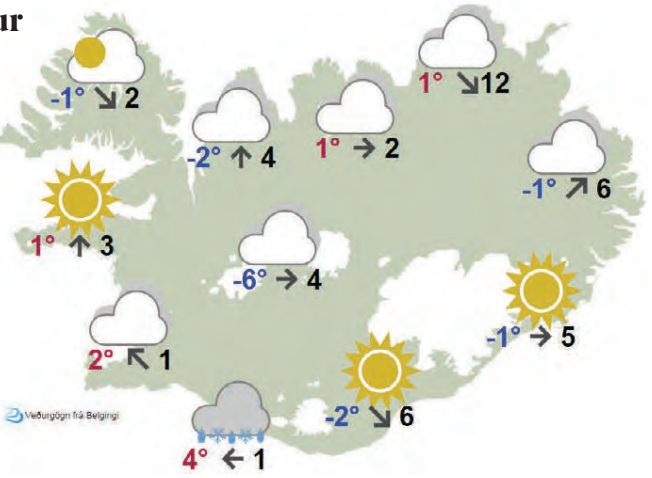 ur
-1° ↘ 2
1° ↘ 12
-2° ↑ 4
1° → 2
-1° ↗ 6
1° ↑ 3
-6° → 4
-1° → 5
2° ↖ 1
-2° ↘ 6
Veðurgögn frá Belgingi
4° ← 1